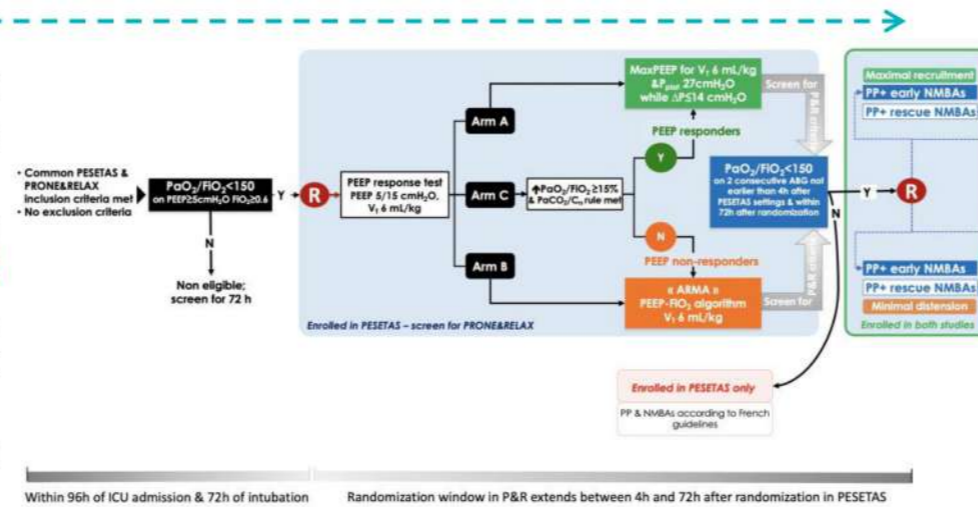 • Common PESETAS &
PRONE&RELAX
inclusion criteria met
• No exclusion criteria
PaO₂/FiO₂<150
on PEEP≥5cmH₂O FiO₂≥0.6
Y
N
Non eligible;
screen for 72 h
R
PEEP response test
PEEP 5/15 cmH₂O,
V₁ 6 mL/kg
Arm A
Arm C
Arm B
↑PaO₂/FiO₂ ≥15%
& PaCO₂/Cᵣₛ rule met
MaxPEEP for V₁ 6 mL/kg
&Pₚₗₐₜ 27cmH₂O
while ΔP≤14 cmH₂O
PEEP responders
Y
N
PEEP non-responders
« ARMA »
PEEP-FiO₂ algorithm
V₁ 6 mL/kg
Screen for
P&R criteria
Screen for
P&R criteria
PaO₂/FiO₂<150
on 2 consecutive ABG not
earlier than 4h after
PESETAS settings & within
72h after randomization
Enrolled in PESETAS – screen for PRONE&RELAX
Y
N
R
Maximal recruitment
PP+ early NMBAs
PP+ rescue NMBAs
PP+ early NMBAs
PP+ rescue NMBAs
Minimal distension
Enrolled in both studies
Enrolled in PESETAS only
PP & NMBAs according to French
guidelines
Within 96h of ICU admission & 72h of intubation
Randomization window in P&R extends between 4h and 72h after randomization in PESETAS